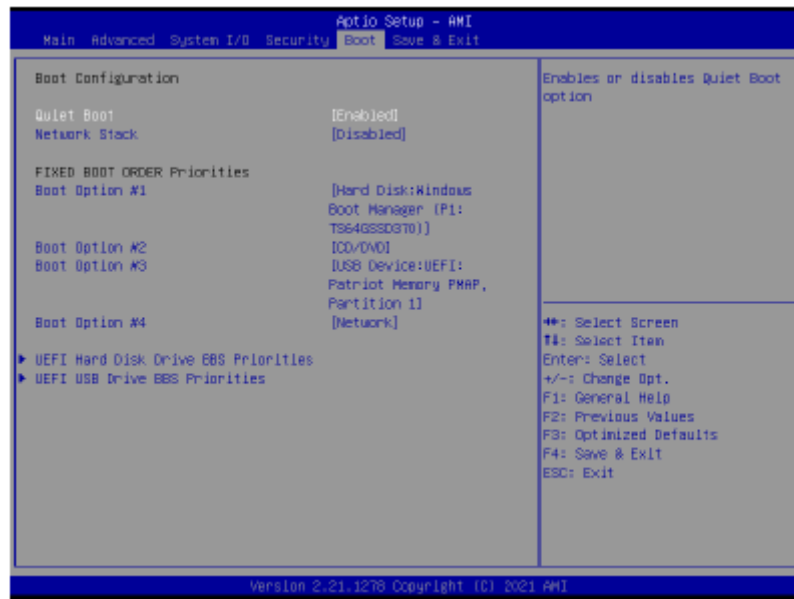 Aptio Setup - AMI
Main Advanced System I/O Security Boot Save & Exit
Boot Configuration
Quiet Boot [Enabled]
Network Stack [Disabled]
FIXED BOOT ORDER Priorities
Boot Option #1 [Hard Disk:Windows
Boot Manager (P1:
TS64GSSD370)]
Boot Option #2 [CD/DVD]
Boot Option #3 [USB Device:UEFI:
Patriot Memory PMAP,
Partition 1]
Boot Option #4 [Network]
UEFI Hard Disk Drive BBS Priorities
UEFI USB Drive BBS Priorities
Enables or disables Quiet Boot
option
: Select Screen
: Select Item
Enter: Select
+/-: Change Opt.
F1: General Help
F2: Previous Values
F3: Optimized Defaults
F4: Save & Exit
ESC: Exit
Version 2.21.1278 Copyright (C) 2021 AMI